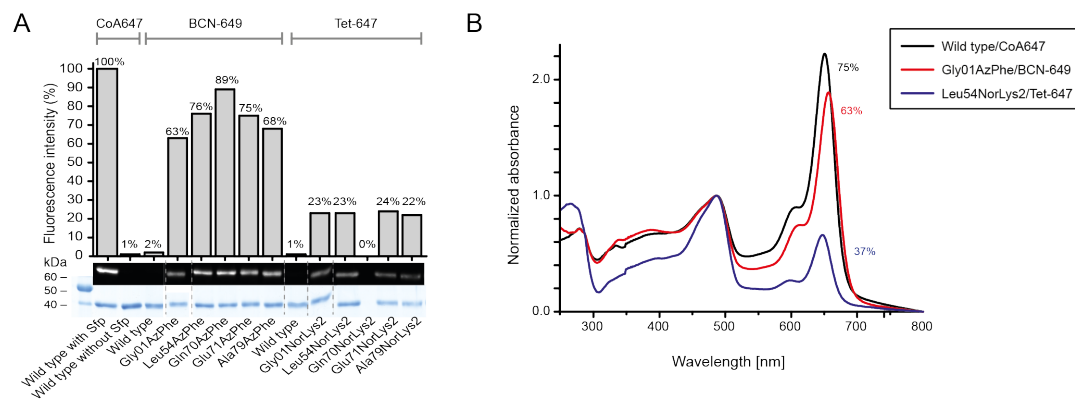 A
CoA647 BCN-649 Tet-647
Fluorescence intensity (%)
100
90
80
70
60
50
40
30
20
10
0
100% 1% 2% 63% 76% 89% 75% 68% 1% 23% 23% 0% 24% 22%
kDa
60
50
40
Wild type with Sfp
Wild type without Sfp
Wild type
Gly01AzPhe
Leu54AzPhe
Gln70AzPhe
Glu71AzPhe
Ala79AzPhe
Wild type
Gly01NorLys2
Leu54NorLys2
Gln70NorLys2
Glu71NorLys2
Ala79NorLys2
B
Wild type/CoA647
Gly01AzPhe/BCN-649
Leu54NorLys2/Tet-647
Normalized absorbance
2.0
1.0
0.0
75%
63%
37%
300 400 500 600 700 800
Wavelength [nm]